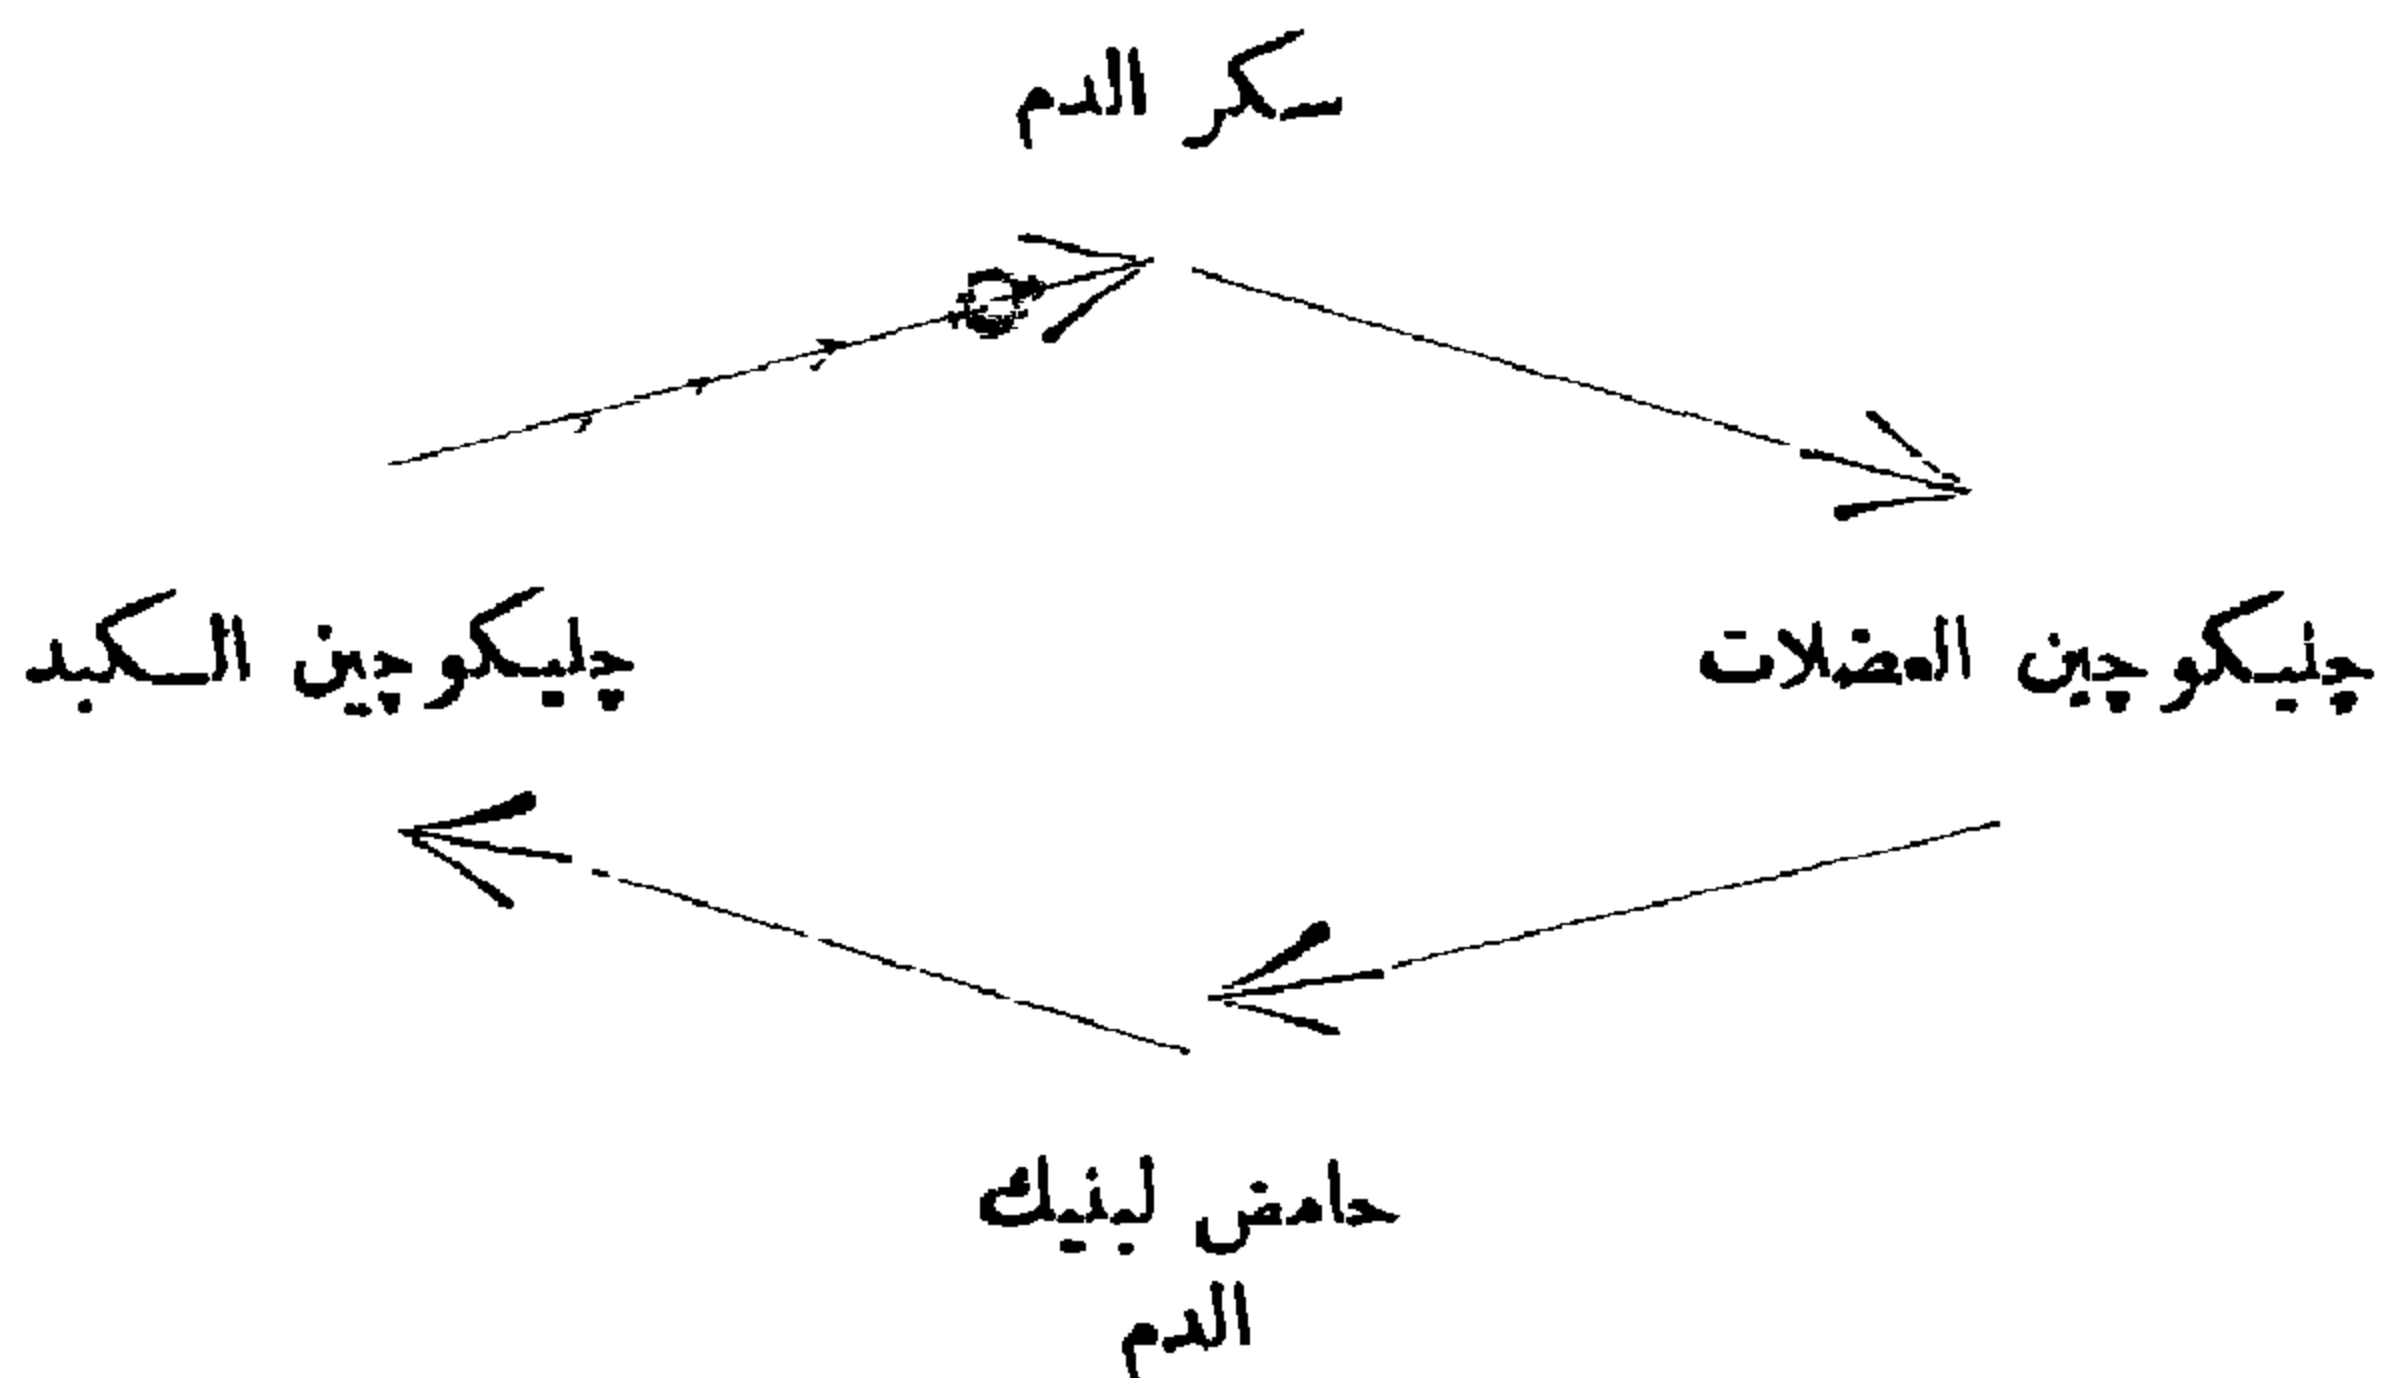 سكر الدم
چليكوچين العضلات
چليكوچين الكبد
حامض لبنيك
الدم